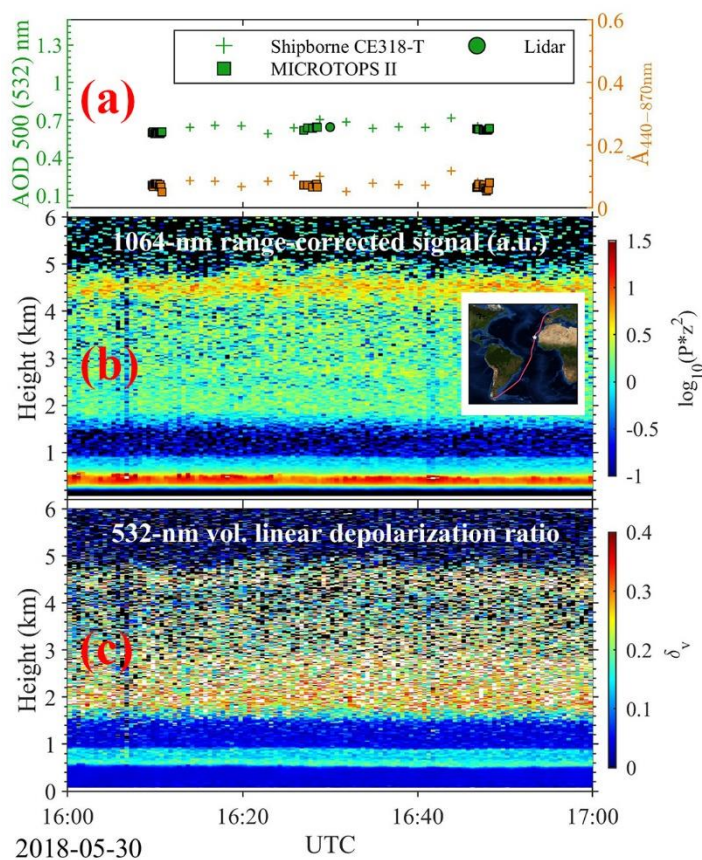 1.5
1
0.7
0.4
0.1
AOD 500 (532) nm
(a)
Shipborne CE318-T
Lidar
MICROTOPS II
0.6
0.4
0.2
0
Å440−870nm
6
5
4
3
2
1
Height (km)
1064-nm range-corrected signal (a.u.)
(b)
1.5
1
0.5
0
-0.5
-1
log10(P*z2)
6
5
4
3
2
1
0
Height (km)
532-nm vol. linear depolarization ratio
(c)
0.4
0.3
0.2
0.1
0
δv
16:00
16:20
16:40
17:00
2018-05-30
UTC